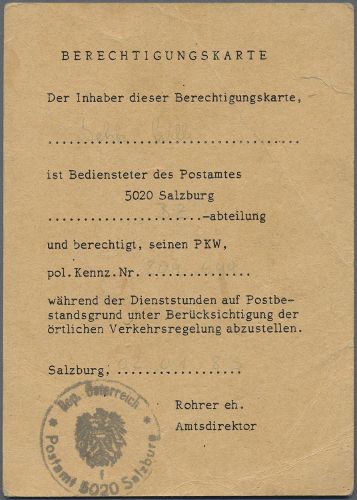 BERECHTIGUNGSKARTE
Der Inhaber dieser Berechtigungskarte,
ist Bediensteter des Postamtes
5020 Salzburg
-abteilung
und berechtigt, seinen PKW,
pol.Kennz.Nr.
während der Dienststunden auf Postbe-
standsgrund unter Berücksichtigung der
örtlichen Verkehrsregelung abzustellen.
Salzburg,
Rohrer eh.
Amtsdirektor
Rep. Österreich
Postamt 5020 Salzburg
f